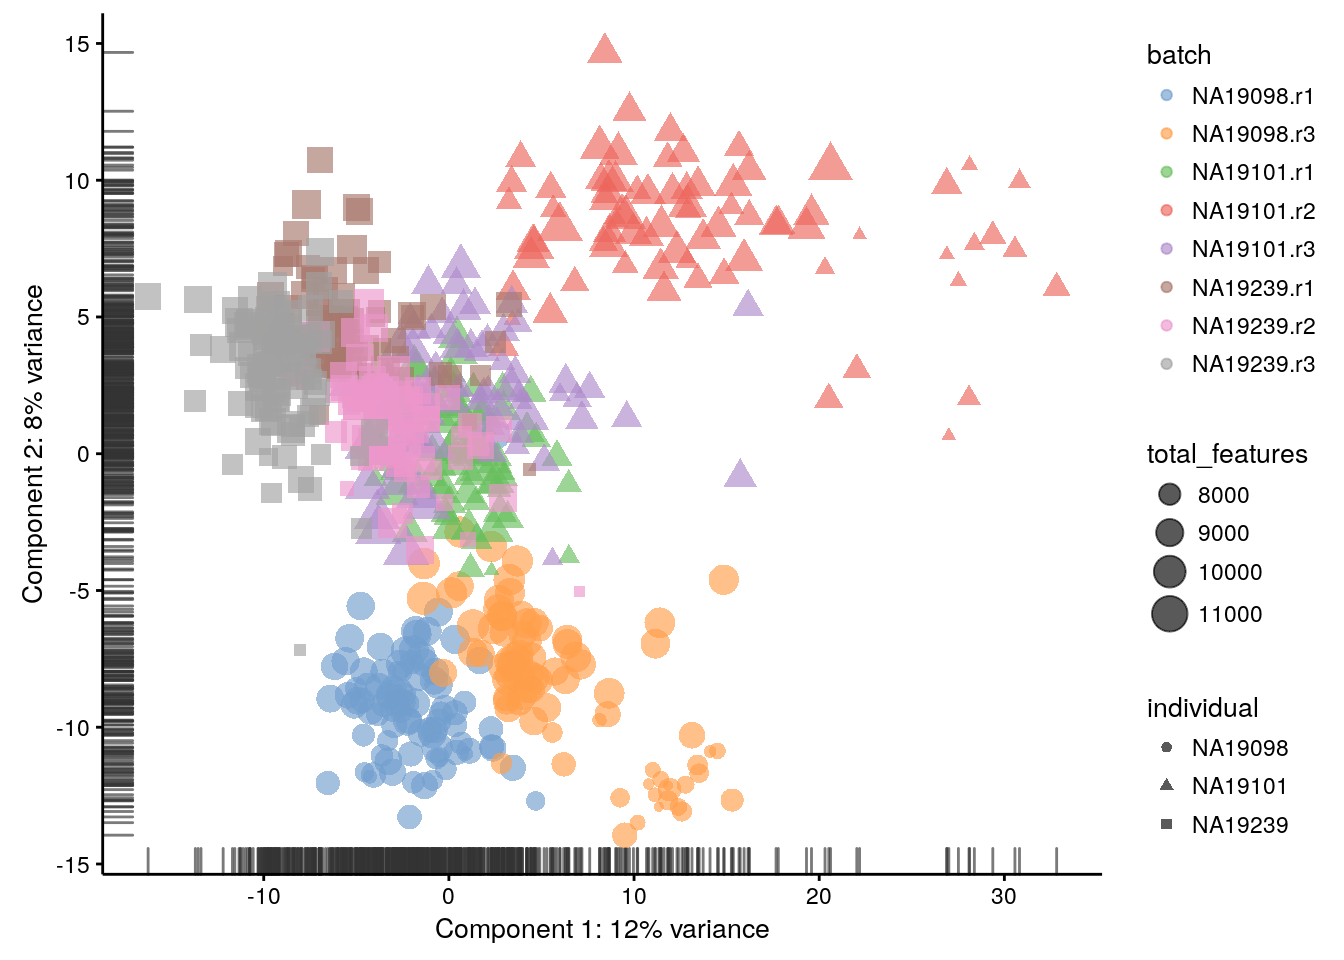 15
10
5
0
-5
-10
-15
Component 2: 8% variance
-10
0
10
20
30
Component 1: 12% variance
batch
NA19098.r1
NA19098.r3
NA19101.r1
NA19101.r2
NA19101.r3
NA19239.r1
NA19239.r2
NA19239.r3
total_features
8000
9000
10000
11000
individual
NA19098
NA19101
NA19239